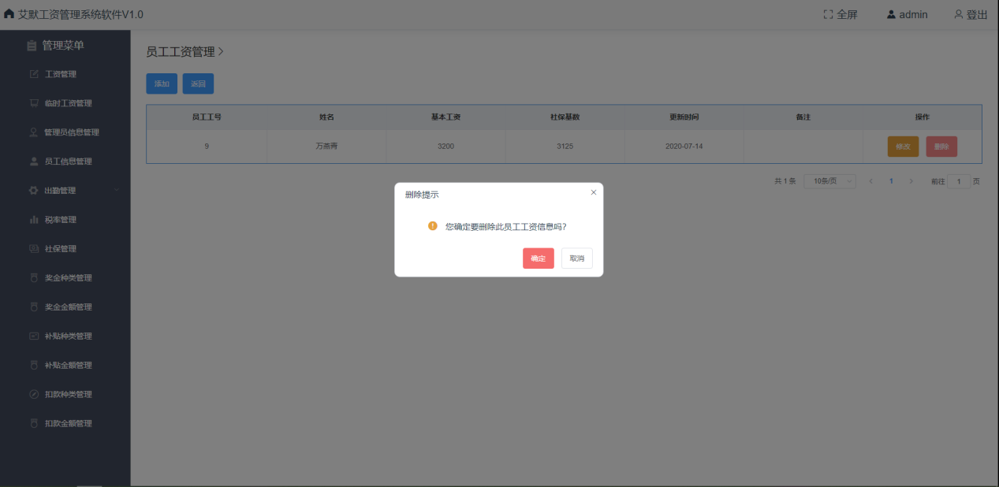 艾默工资管理系统软件V1.0 全屏 admin 登出
管理菜单
工资管理
临时工资管理
管理员信息管理
员工信息管理
出勤管理
税率管理
社保管理
奖金种类管理
奖金金额管理
补贴种类管理
补贴金额管理
扣款种类管理
扣款金额管理
员工工资管理
添加 返回
员工工号 姓名 基本工资 社保基数 更新时间 备注 操作
9 万燕菁 3200 3125 2020-07-14 修改 删除
共 1 条 10条/页 1 前往 1 页
删除提示
您确定要删除此员工工资信息吗?
确定 取消